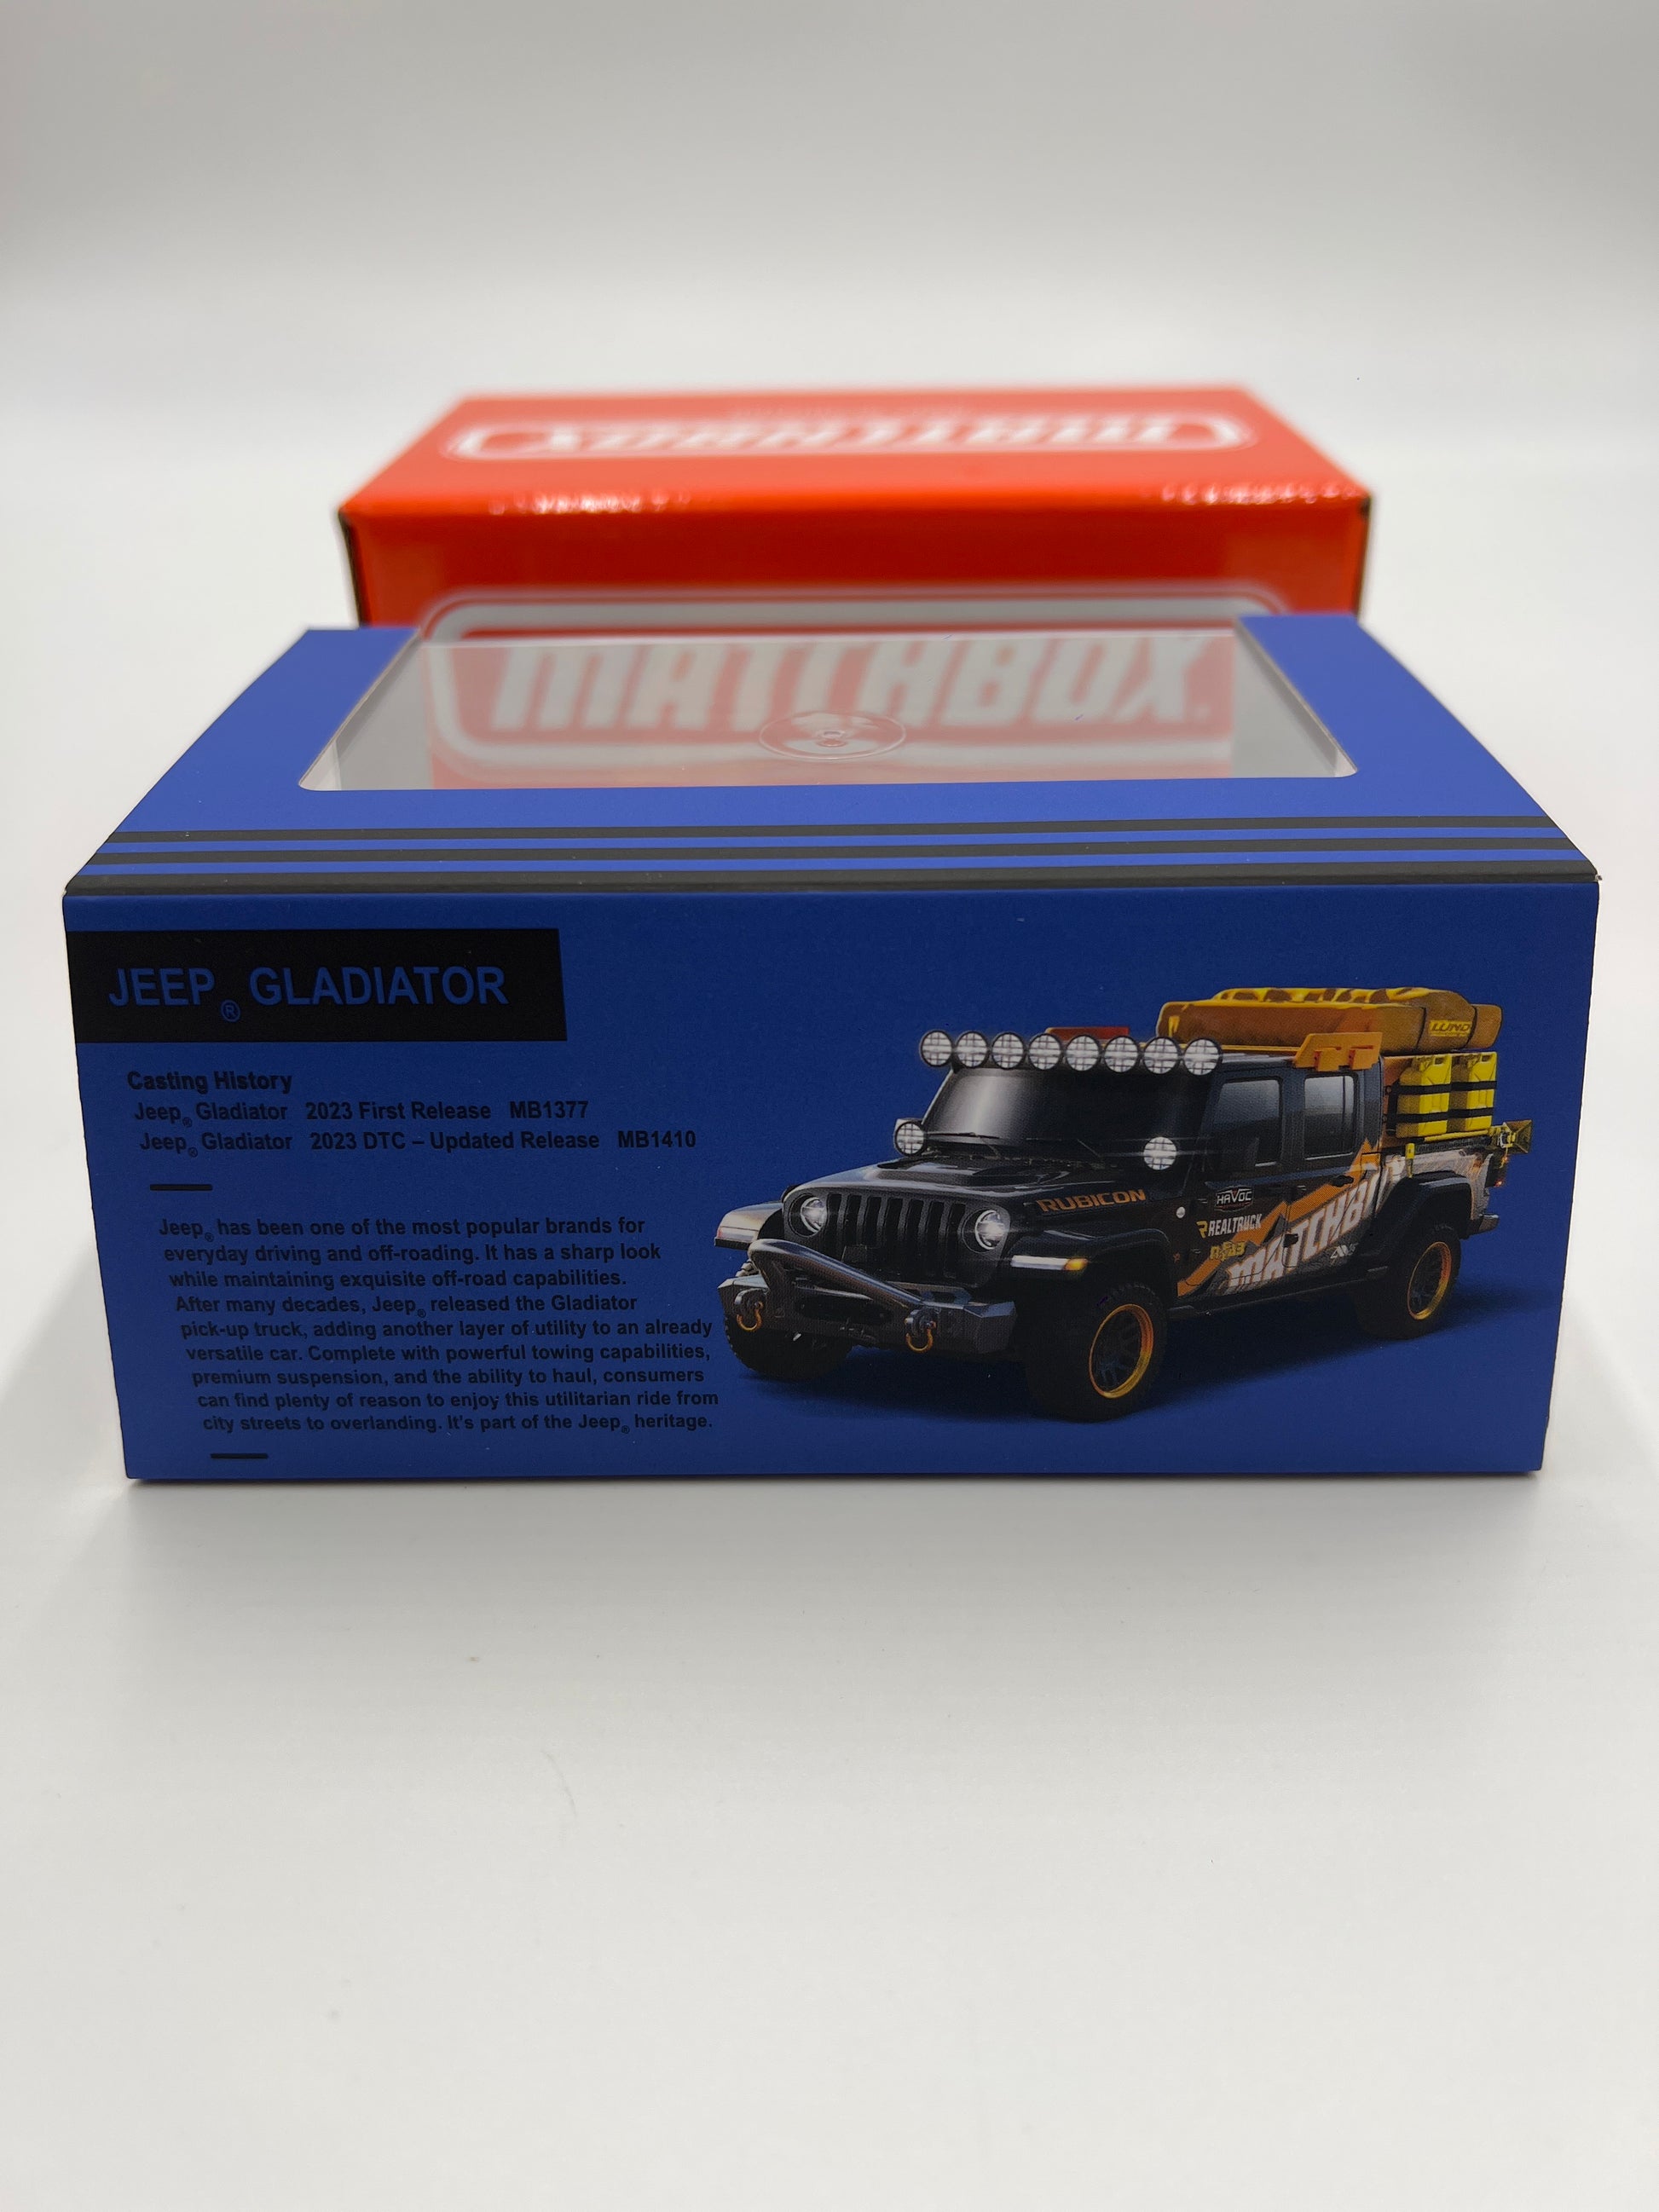 MATCHBOX
MATCHBOX®
JEEP® GLADIATOR
Casting History
Jeep® Gladiator 2023 First Release MB1377
Jeep® Gladiator 2023 DTC – Updated Release MB1410
Jeep® has been one of the most popular brands for
everyday driving and off-roading. It has a sharp look
while maintaining exquisite off-road capabilities.
After many decades, Jeep® released the Gladiator
pick-up truck, adding another layer of utility to an already
versatile car. Complete with powerful towing capabilities,
premium suspension, and the ability to haul, consumers
can find plenty of reason to enjoy this utilitarian ride from
city streets to overlanding. It's part of the Jeep® heritage.
LUND
RUBICON
HAVOC
REALTRUCK
MATCHBO